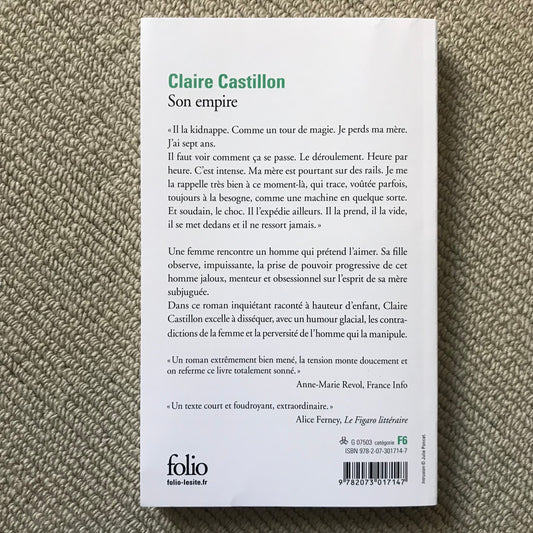 Claire Castillon
Son empire
« Il la kidnappe. Comme un tour de magie. Je perds ma mère.
J'ai sept ans.
Il faut voir comment ça se passe. Le déroulement. Heure par
heure. C'est intense. Ma mère est pourtant sur des rails. Je me
la rappelle très bien à ce moment-là, qui trace, voûtée parfois,
toujours à la besogne, comme une machine en quelque sorte.
Et soudain, le choc. Il l'expédie ailleurs. Il la prend, il la vide,
il se met dedans et il ne ressort jamais. »
Une femme rencontre un homme qui prétend l'aimer. Sa fille
observe, impuissante, la prise de pouvoir progressive de cet
homme jaloux, menteur et obsessionnel sur l'esprit de sa mère
subjuguée.
Dans ce roman inquiétant raconté à hauteur d'enfant, Claire
Castillon excelle à disséquer, avec un humour glacial, les contra-
dictions de la femme et la perversité de l'homme qui la manipule.
« Un roman extrêmement bien mené, la tension monte doucement et
on referme ce livre totalement sonné. »
Anne-Marie Revol, France Info
« Un texte court et foudroyant, extraordinaire. »
Alice Ferney, Le Figaro littéraire
G 07503 catégorie F6
ISBN 978-2-07-301714-7
folio
folio-lesite.fr
9 782073 017147
Intrusion © Julie Poncet